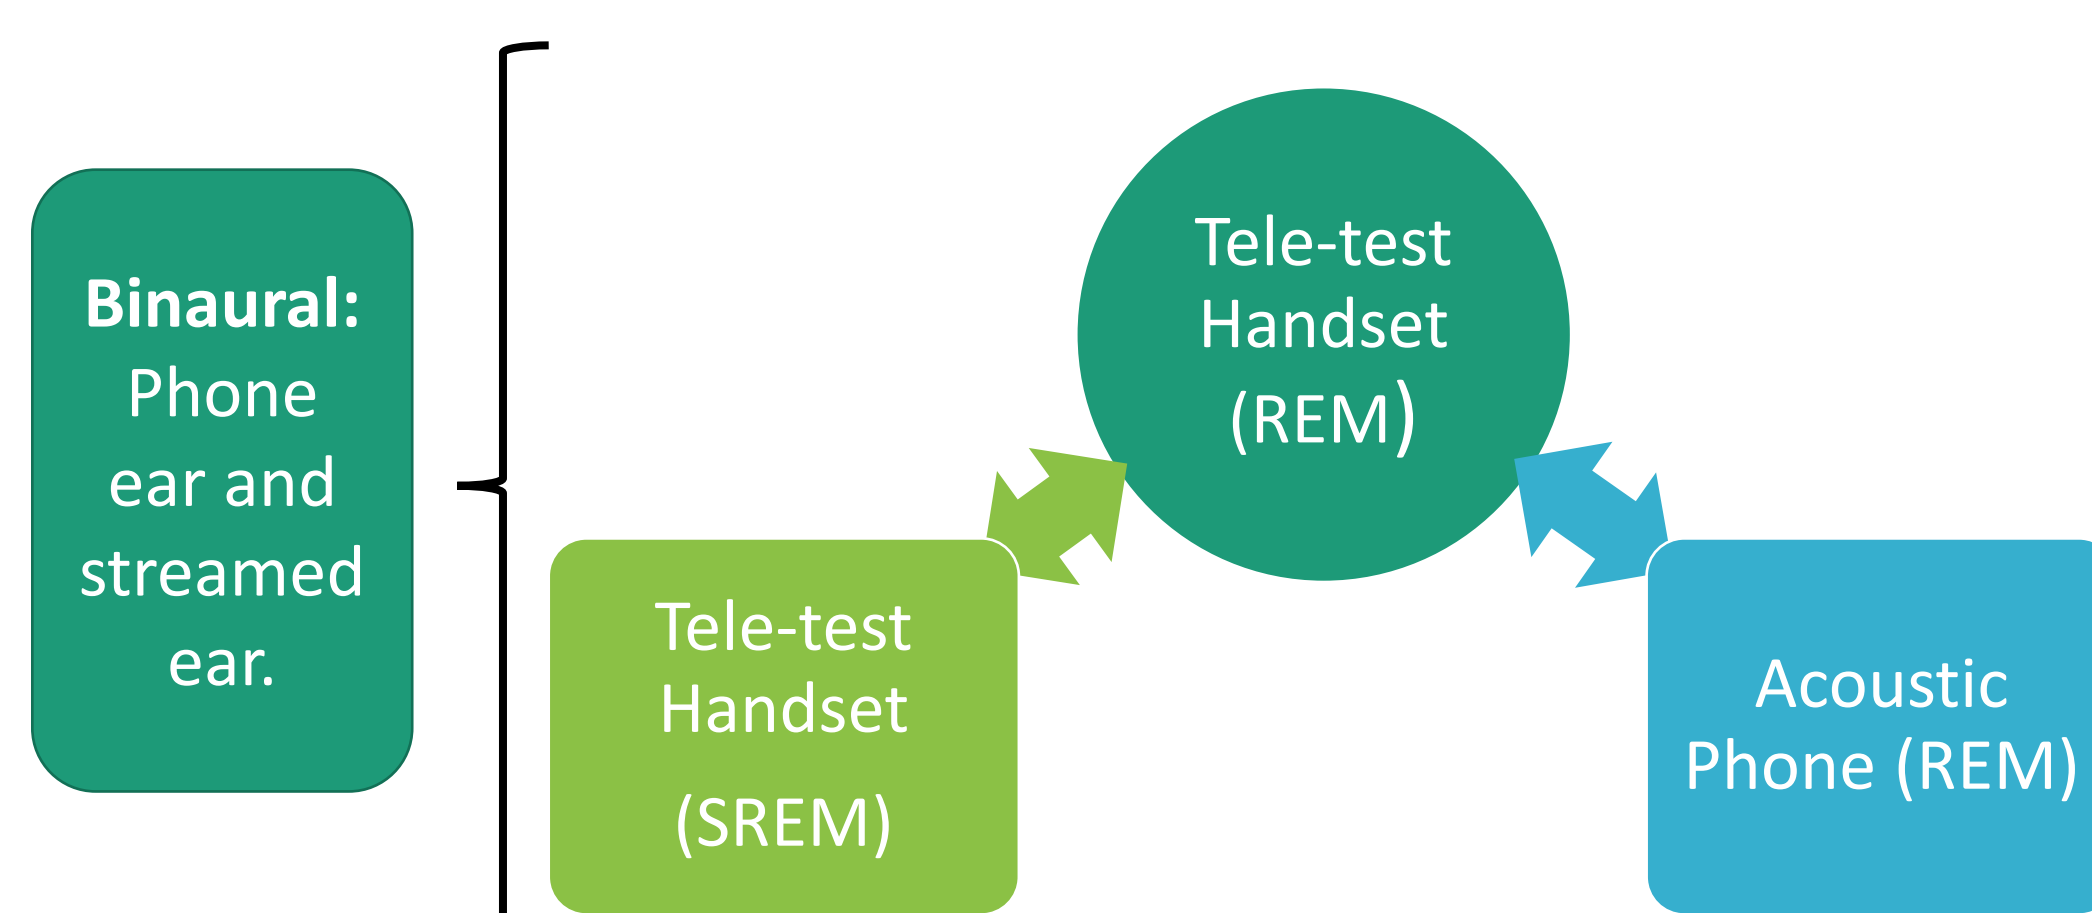 Binaural:
Phone
ear and
streamed
ear.
Tele-test
Handset
(REM)
Tele-test
Handset
(SREM)
Acoustic
Phone (REM)